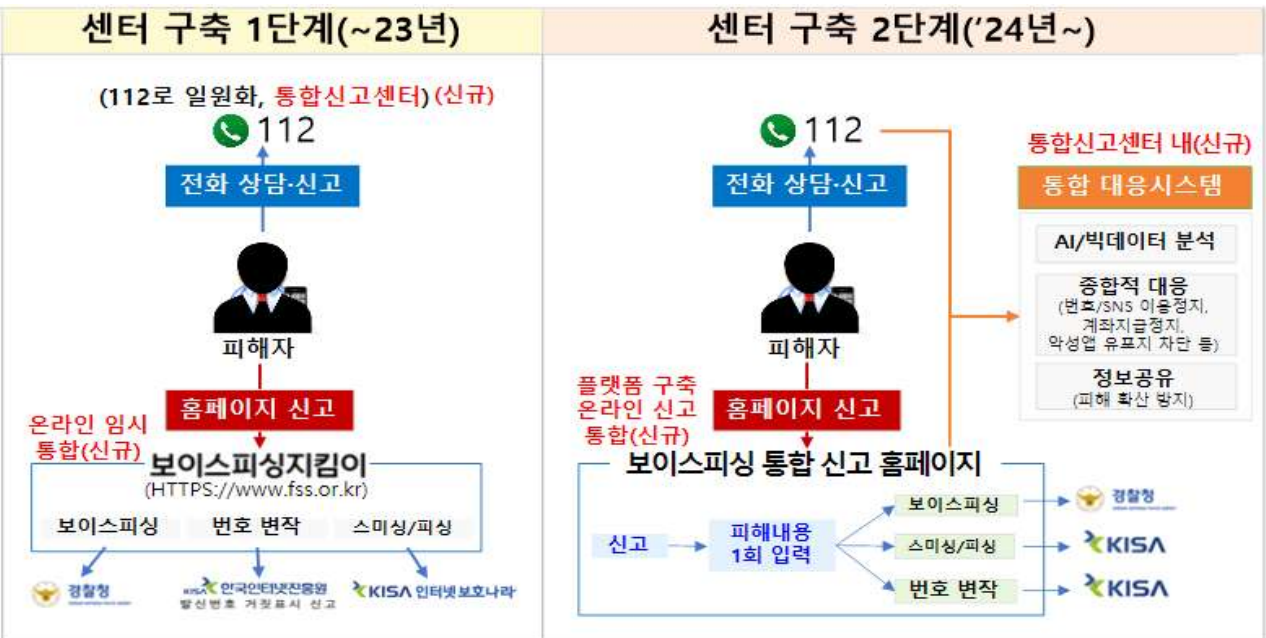 센터 구축 1단계(~23년)
(112로 일원화, 통합신고센터)(신규)
112
전화 상담·신고
피해자
홈페이지 신고
온라인 임시
통합(신규)
보이스피싱지킴이
(HTTPS://www.fss.or.kr)
보이스피싱
번호 변작
스미싱/피싱
경찰청
KISA 한국인터넷진흥원
발신번호 거짓표시 신고
KISA 인터넷보호나라
센터 구축 2단계('24년~)
112
전화 상담·신고
피해자
통합신고센터 내(신규)
통합 대응시스템
AI/빅데이터 분석
종합적 대응
(번호/SNS 이용정지,
계좌지급정지,
악성앱 유포지 차단 등)
정보공유
(피해 확산 방지)
플랫폼 구축
온라인 신고
통합(신규)
홈페이지 신고
보이스피싱 통합 신고 홈페이지
신고
피해내용
1회 입력
보이스피싱
경찰청
스미싱/피싱
KISA
번호 변작
KISA